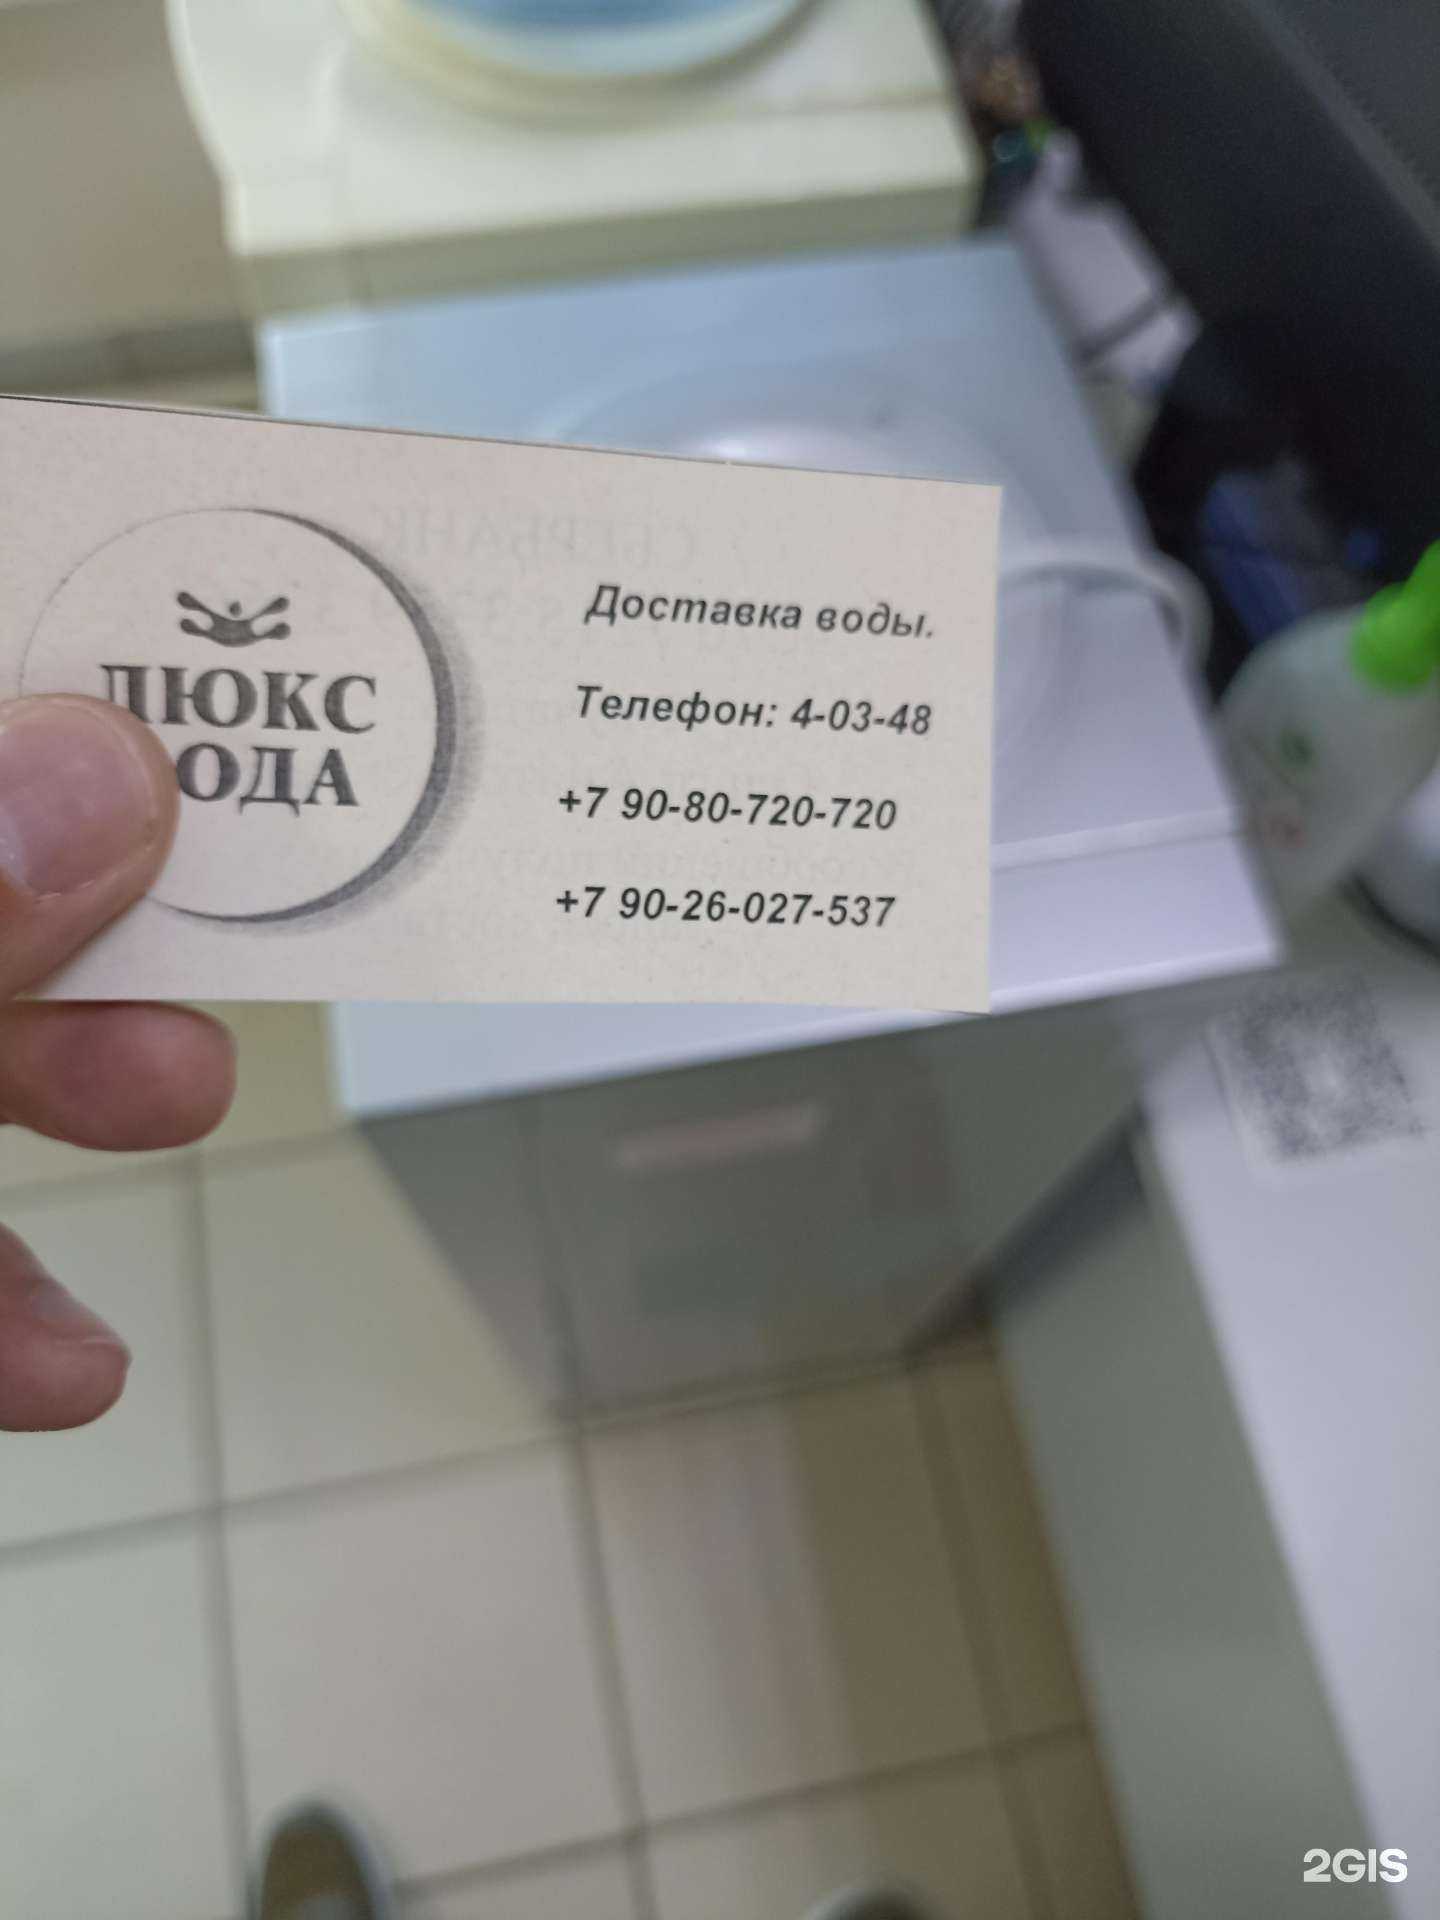 ЛЮКС
ОДА
Доставка воды.
Телефон: 4-03-48
+7 90-80-720-720
+7 90-26-027-537
2GIS